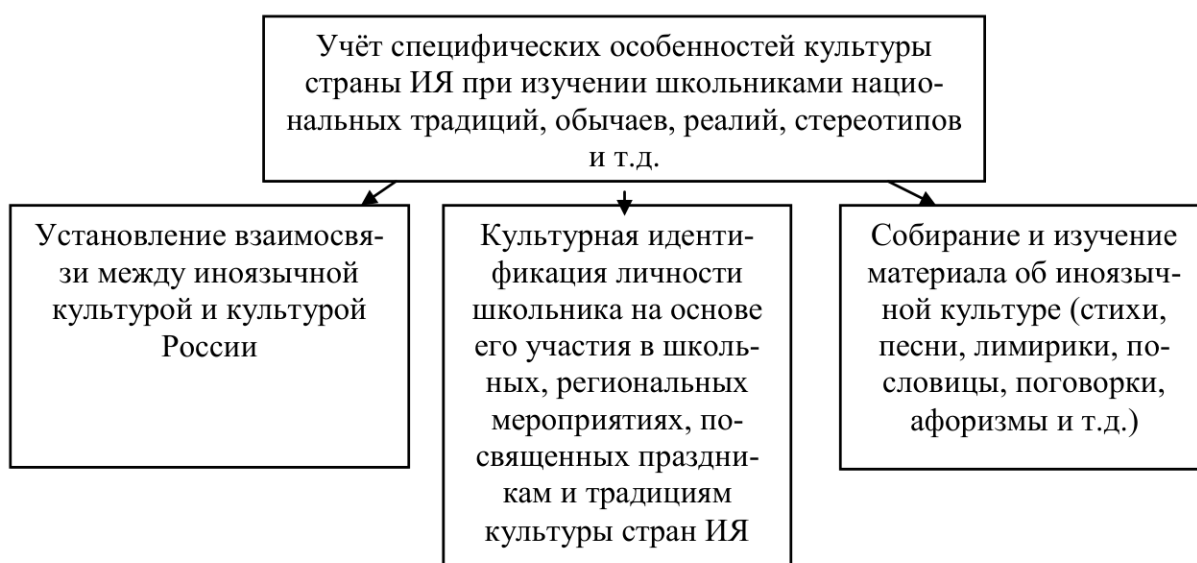 Учёт специфических особенностей культуры
страны ИЯ при изучении школьниками нацио-
нальных традиций, обычаев, реалий, стереотипов
и т.д.
Установление взаимосвя-
зи между иноязычной
культурой и культурой
России
Культурная иденти-
фикация личности
школьника на основе
его участия в школь-
ных, региональных
мероприятиях, по-
священных праздни-
кам и традициям
культуры стран ИЯ
Собирание и изучение
материала об иноязыч-
ной культуре (стихи,
песни, лимирики, по-
словицы, поговорки,
афоризмы и т.д.)